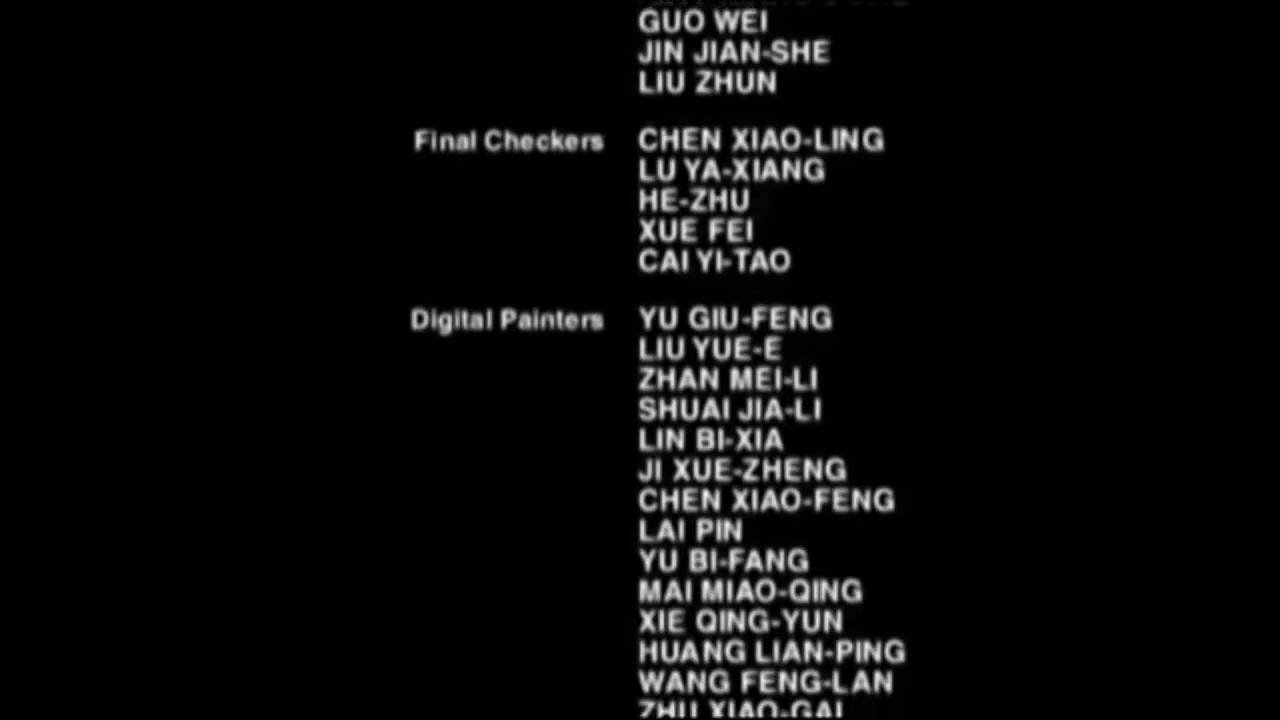 GUO WEI
JIN JIAN-SHE
LIU ZHUN
Final Checkers CHEN XIAO-LING
LU YA-XIANG
HE-ZHU
XUE FEI
CAI YI-TAO
Digital Painters YU GIU-FENG
LIU YUE-E
ZHAN MEI-LI
SHUAI JIA-LI
LIN BI-XIA
JI XUE-ZHENG
CHEN XIAO-FENG
LAI PIN
YU BI-FANG
MAI MIAO-QING
XIE QING-YUN
HUANG LIAN-PING
WANG FENG-LAN
ZHU XIAO-GAI